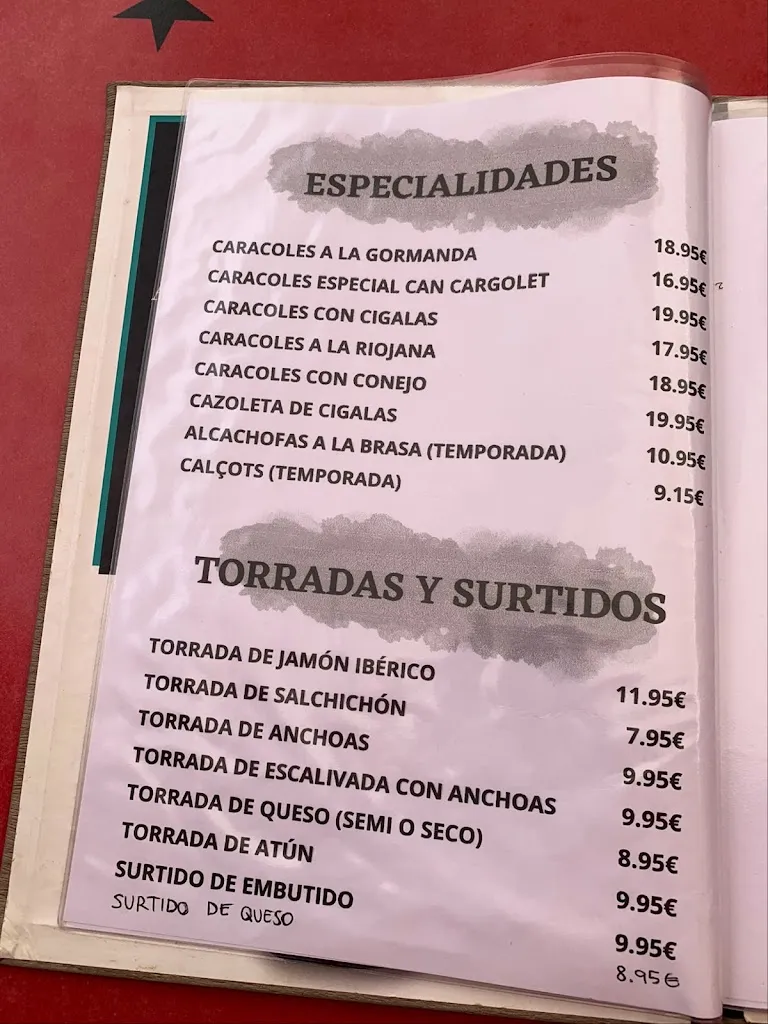 ESPECIALIDADES
CARACOLES A LA GORMANDA 18.95€
CARACOLES ESPECIAL CAN CARGOLET 16.95€
CARACOLES CON CIGALAS 19.95€
CARACOLES A LA RIOJANA 17.95€
CARACOLES CON CONEJO 18.95€
CAZOLETA DE CIGALAS 19.95€
ALCACHOFAS A LA BRASA (TEMPORADA) 10.95€
CALÇOTS (TEMPORADA) 9.15€
TORRADAS Y SURTIDOS
TORRADA DE JAMÓN IBÉRICO 11.95€
TORRADA DE SALCHICHÓN 7.95€
TORRADA DE ANCHOAS 9.95€
TORRADA DE ESCALIVADA CON ANCHOAS 9.95€
TORRADA DE QUESO (SEMI O SECO) 8.95€
TORRADA DE ATÚN 9.95€
SURTIDO DE EMBUTIDO 9.95€
SURTIDO DE QUESO 8.95€